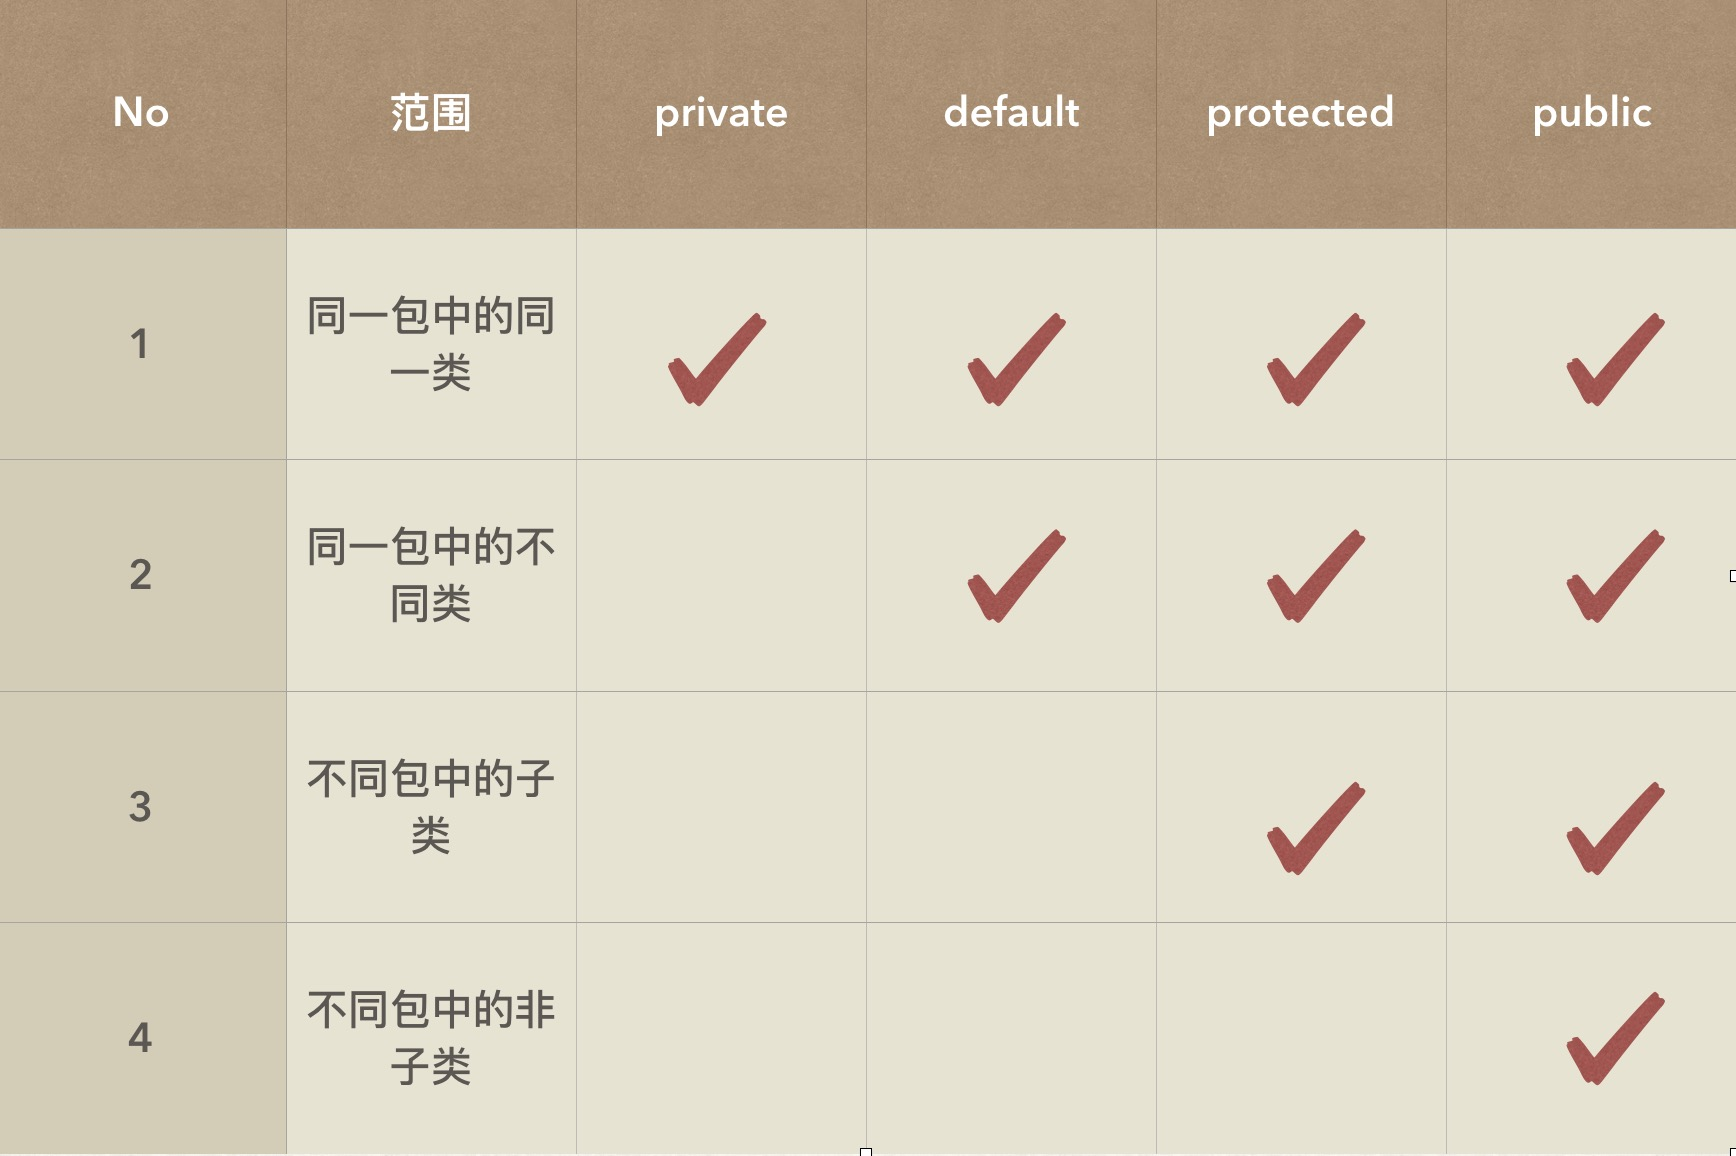 No 范围 private default protected public
1 同一包中的同
一类
2 同一包中的不
同类
3 不同包中的子
类
4 不同包中的非
子类